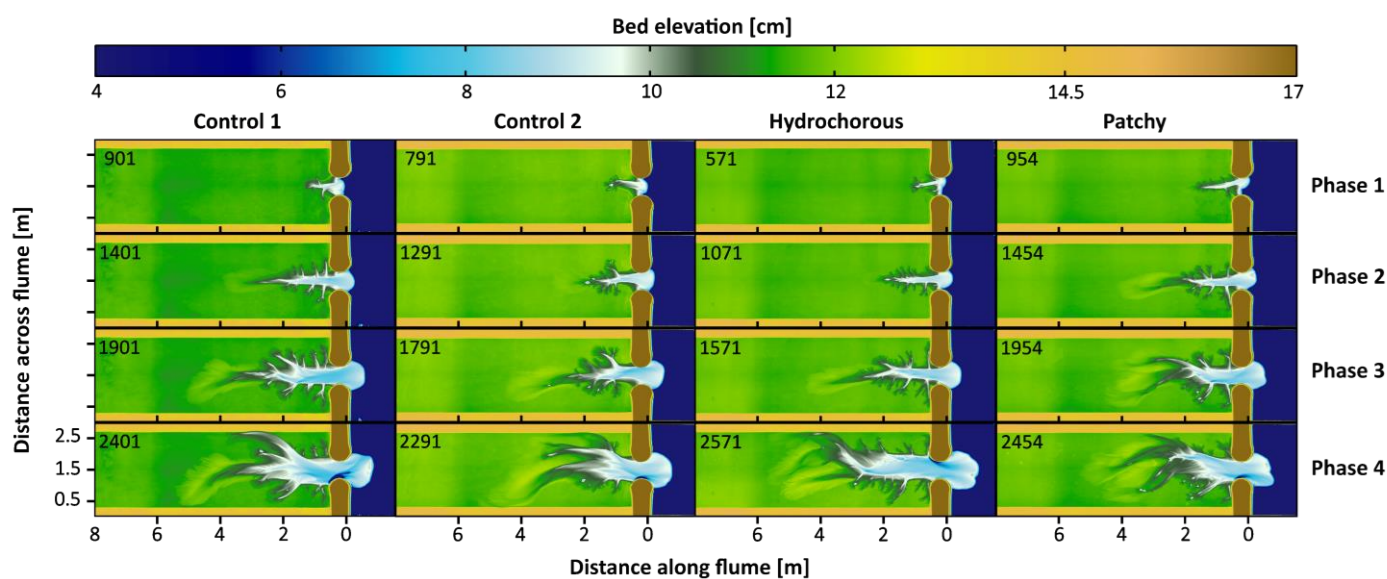 Bed elevation [cm]
4 6 8 10 12 14.5 17
Control 1 Control 2 Hydrochorous Patchy
901 791 571 954 Phase 1
1401 1291 1071 1454 Phase 2
1901 1791 1571 1954 Phase 3
2401 2291 2571 2454 Phase 4
2.5
1.5
0.5
8 6 4 2 0 6 4 2 0 6 4 2 0 6 4 2 0
Distance along flume [m]
Distance across flume [m]